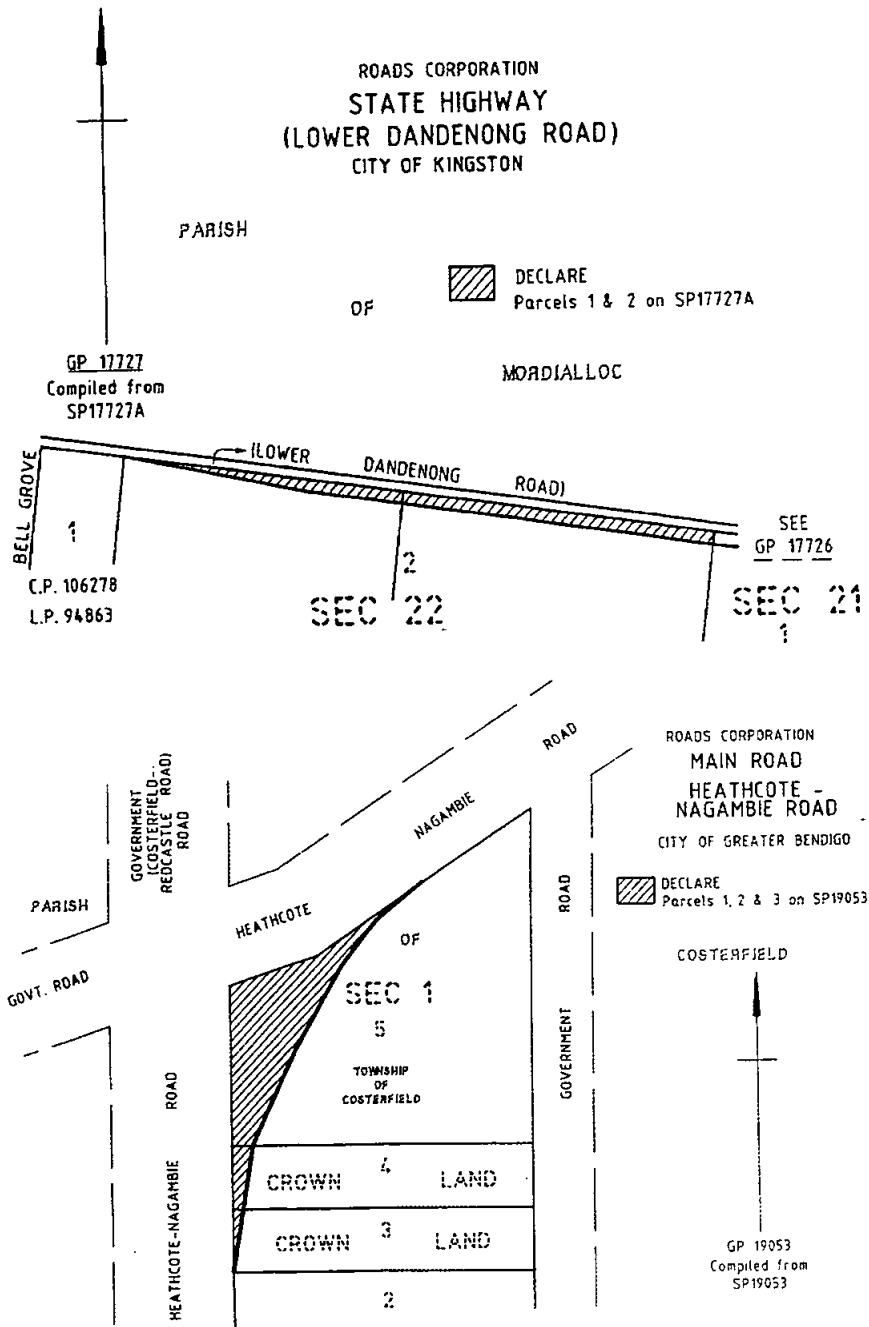 ROADS CORPORATION
STATE HIGHWAY
(LOWER DANDENONG ROAD)
CITY OF KINGSTON
PARISH
OF
MORDIALLOC
DECLARE
Parcels 1 & 2 on SP17727A
GP 17727
Compiled from
SP17727A
(LOWER DANDENONG ROAD)
BELL GROVE
1
C.P. 106278
L.P. 94863
2
SEC 22
SEE
GP 17726
SEC 21
1
ROADS CORPORATION
MAIN ROAD
HEATHCOTE -
NAGAMBIE ROAD
CITY OF GREATER BENDIGO
DECLARE
Parcels 1, 2 & 3 on SP19053
COSTERFIELD
GOVERNMENT
(COSTERFIELD-
REDCASTLE ROAD)
ROAD
PARISH
OF
GOVT. ROAD
HEATHCOTE NAGAMBIE ROAD
SEC 1
5
TOWNSHIP
OF
COSTERFIELD
4
CROWN LAND
3
CROWN LAND
2
HEATHCOTE-NAGAMBIE ROAD
GOVERNMENT ROAD
GP 19053
Compiled from
SP19053